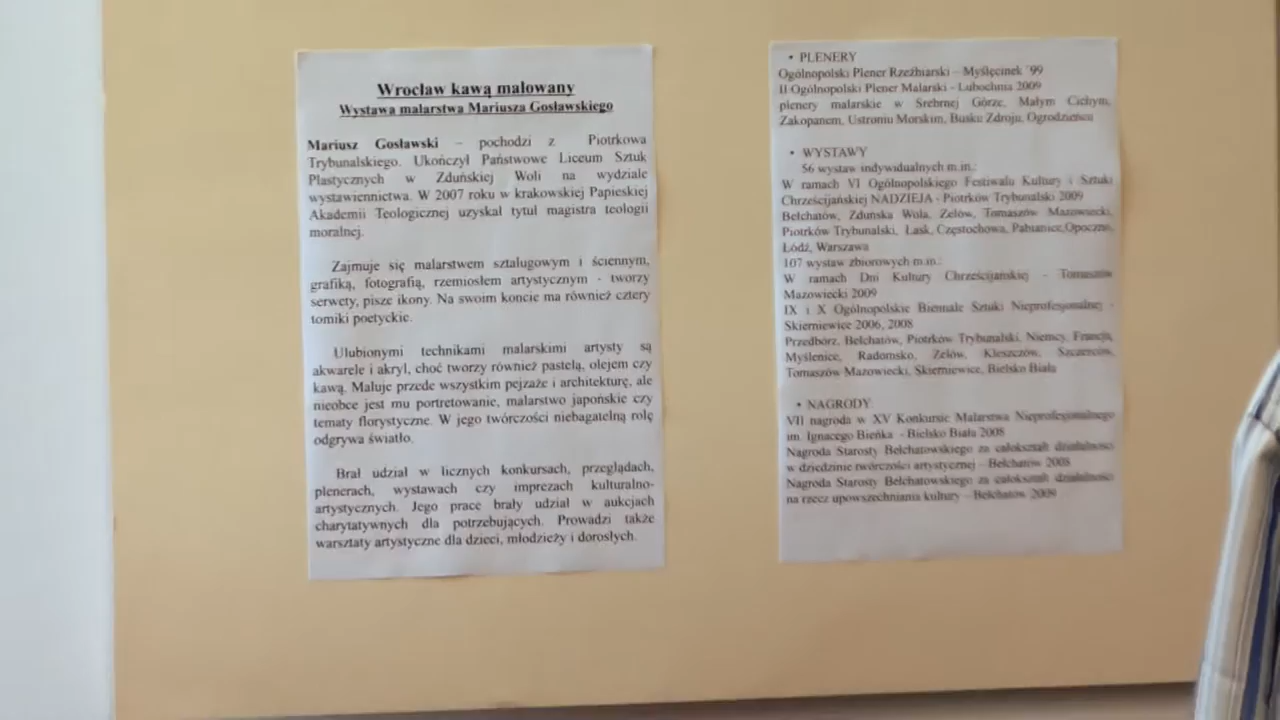 Wrocław kawą malowany
Wystawa malarstwa Mariusza Gosławskiego
Mariusz Gosławski – pochodzi z Piotrkowa
Trybunalskiego. Ukończył Państwowe Liceum Sztuk
Plastycznych w Zduńskiej Woli na wydziale
wystawiennictwa. W 2007 roku w krakowskiej Papieskiej
Akademii Teologicznej uzyskał tytuł magistra teologii
moralnej.
Zajmuje się malarstwem sztalugowym i ściennym,
grafiką, fotografią, rzemiosłem artystycznym - tworzy
serwety, pisze ikony. Na swoim koncie ma również cztery
tomiki poetyckie.
Ulubionymi technikami malarskimi artysty są
akwarele i akryl, choć tworzy również pastelą, olejem czy
kawą. Maluje przede wszystkim pejzaże i architekturę, ale
nieobce jest mu portretowanie, malarstwo japońskie czy
tematy florystyczne. W jego twórczości niebagatelną rolę
odgrywa światło.
Brał udział w licznych konkursach, przeglądach,
plenerach, wystawach czy imprezach kulturalno-
artystycznych. Jego prace brały udział w aukcjach
charytatywnych dla potrzebujących. Prowadzi także
warsztaty artystyczne dla dzieci, młodzieży i dorosłych.
• PLENERY
Ogólnopolski Plener Rzeźbiarski – Myślęcinek '99
II Ogólnopolski Plener Malarski - Lubochnia 2009
plenery malarskie w Srebrnej Górze, Małym Cichym,
Zakopanem, Ustroniu Morskim, Busku Zdroju, Ogrodzieńcu
• WYSTAWY
56 wystaw indywidualnych m.in.:
W ramach VI Ogólnopolskiego Festiwalu Kultury i Sztuki
Chrześcijańskiej NADZIEJA - Piotrków Trybunalski 2009
Bełchatów, Zduńska Wola, Zelów, Tomaszów Mazowiecki,
Piotrków Trybunalski, Łask, Częstochowa, Pabianice,Opoczno,
Łódź, Warszawa
107 wystaw zbiorowych m.in.:
W ramach Dni Kultury Chrześcijańskiej - Tomaszów
Mazowiecki 2009
IX i X Ogólnopolskie Biennale Sztuki Nieprofesjonalnej -
Skierniewice 2006, 2008
Przedbórz, Bełchatów, Piotrków Trybunalski, Niemcy, Francja,
Myślenice, Radomsko, Zelów, Kleszczów, Szczerców,
Tomaszów Mazowiecki, Skierniewice, Bielsko Biała
• NAGRODY
VII nagroda w XV Konkursie Malarstwa Nieprofesjonalnego
im. Ignacego Bieńka - Bielsko Biała 2008
Nagroda Starosty Bełchatowskiego za całokształt działalności
w dziedzinie twórczości artystycznej – Bełchatów 2008
Nagroda Starosty Bełchatowskiego za całokształt działalności
na rzecz upowszechniania kultury – Bełchatów 2009